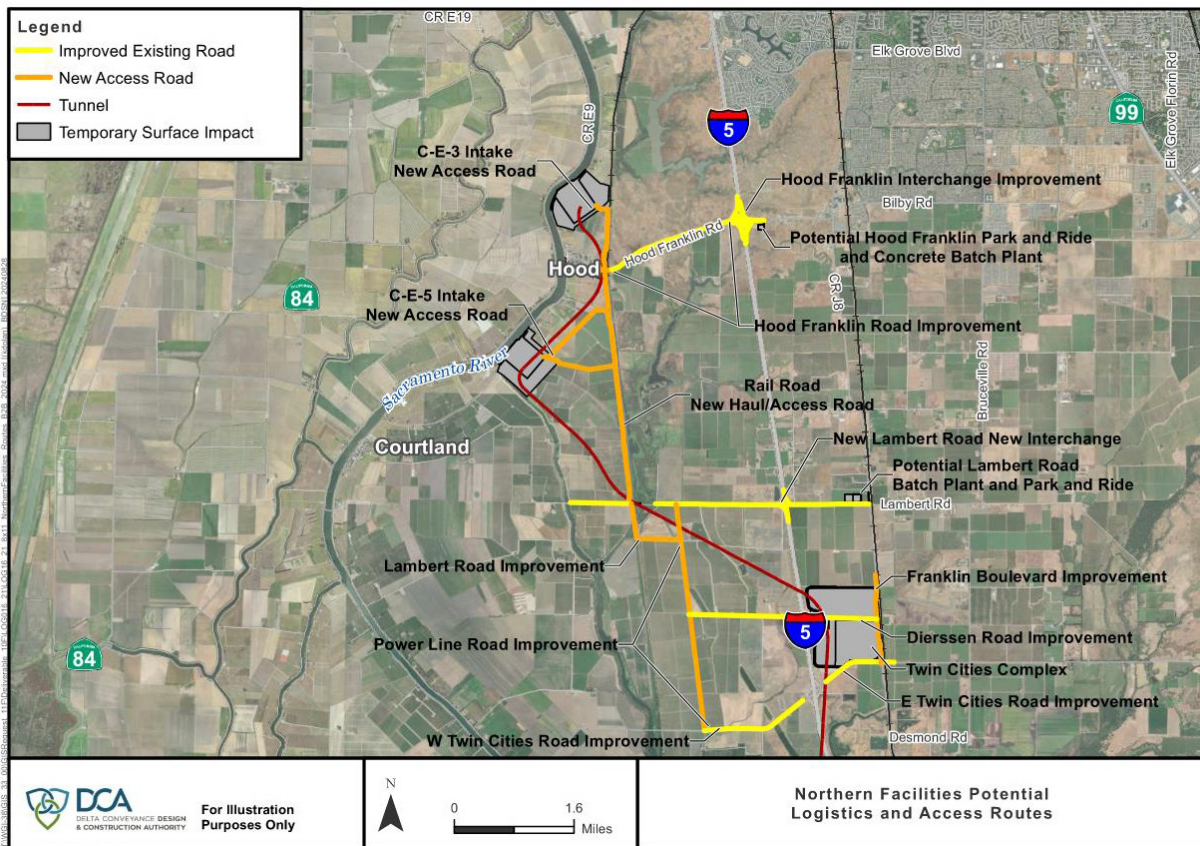 Legend
Improved Existing Road
New Access Road
Tunnel
Temporary Surface Impact
CR E19
CR E9
Elk Grove Blvd
Elk Grove Florin Rd
CALIFORNIA
99
5
C-E-3 Intake
New Access Road
Hood Franklin Interchange Improvement
Bilby Rd
Hood Franklin Rd
Potential Hood Franklin Park and Ride
and Concrete Batch Plant
Hood
CALIFORNIA
84
CR J8
C-E-5 Intake
New Access Road
Hood Franklin Road Improvement
Sacramento River
Bruceville Rd
Rail Road
New Haul/Access Road
Courtland
New Lambert Road New Interchange
Potential Lambert Road
Batch Plant and Park and Ride
Lambert Rd
Lambert Road Improvement
Franklin Boulevard Improvement
5
Power Line Road Improvement
Dierssen Road Improvement
CALIFORNIA
84
Twin Cities Complex
E Twin Cities Road Improvement
W Twin Cities Road Improvement
Desmond Rd
DCA
DELTA CONVEYANCE DESIGN
& CONSTRUCTION AUTHORITY
For Illustration
Purposes Only
N
0 1.6
Miles
Northern Facilities Potential
Logistics and Access Routes